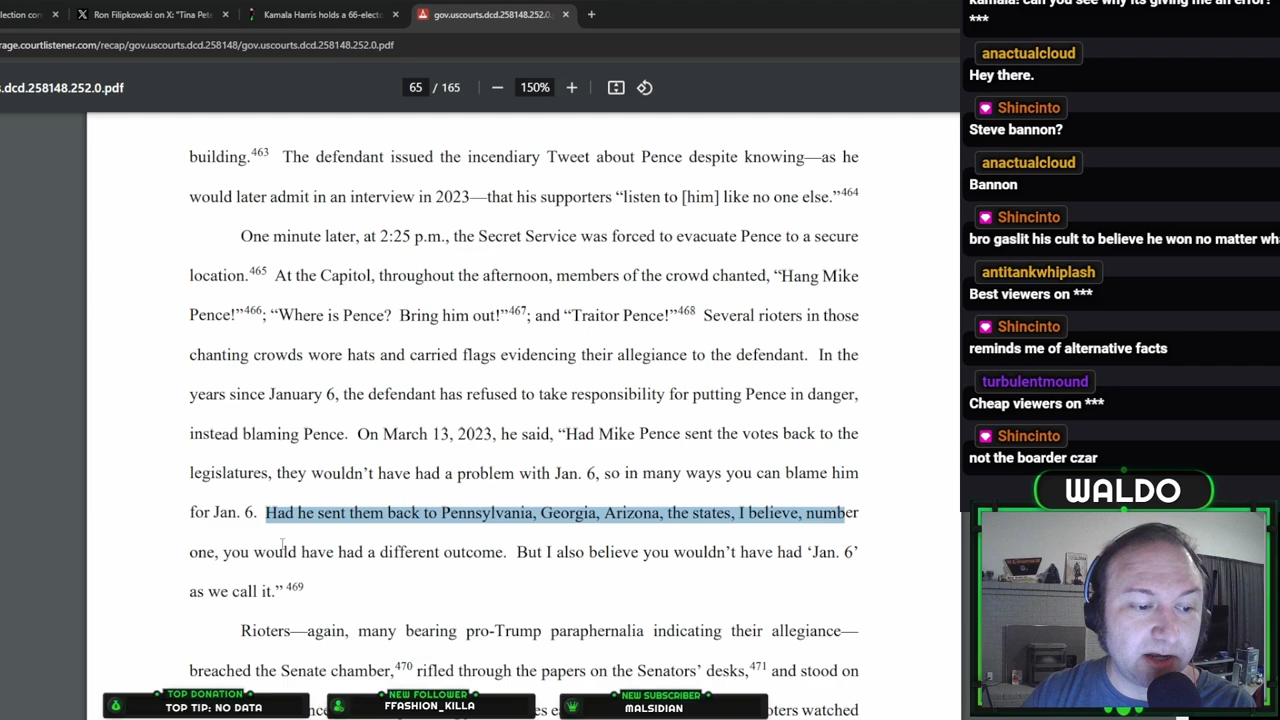 lection con
Ron Filipkowski on X: "Tina Pete
Kamala Harris holds a 66-electo
gov.uscourts.dcd.258148.252.0.
rage.courtlistener.com/recap/gov.uscourts.dcd.258148/gov.uscourts.dcd.258148.252.0.pdf
s.dcd.258148.252.0.pdf
65 / 165
150%
building.463 The defendant issued the incendiary Tweet about Pence despite knowing—as he
would later admit in an interview in 2023—that his supporters “listen to [him] like no one else.”464
One minute later, at 2:25 p.m., the Secret Service was forced to evacuate Pence to a secure
location.465 At the Capitol, throughout the afternoon, members of the crowd chanted, “Hang Mike
Pence!”466; “Where is Pence? Bring him out!”467; and “Traitor Pence!”468 Several rioters in those
chanting crowds wore hats and carried flags evidencing their allegiance to the defendant. In the
years since January 6, the defendant has refused to take responsibility for putting Pence in danger,
instead blaming Pence. On March 13, 2023, he said, “Had Mike Pence sent the votes back to the
legislatures, they wouldn’t have had a problem with Jan. 6, so in many ways you can blame him
for Jan. 6. Had he sent them back to Pennsylvania, Georgia, Arizona, the states, I believe, number
one, you would have had a different outcome. But I also believe you wouldn’t have had ‘Jan. 6’
as we call it.” 469
Rioters—again, many bearing pro-Trump paraphernalia indicating their allegiance—
breached the Senate chamber,470 rifled through the papers on the Senators’ desks,471 and stood on
oters watched
TOP DONATION
TOP TIP: NO DATA
NEW FOLLOWER
FFASHION_KILLA
NEW SUBSCRIBER
MALSIDIAN
kamala! can you see why its giving me an error?
***
anactualcloud
Hey there.
Shincinto
Steve bannon?
anactualcloud
Bannon
Shincinto
bro gaslit his cult to believe he won no matter wha
antitankwhiplash
Best viewers on ***
Shincinto
reminds me of alternative facts
turbulentmound
Cheap viewers on ***
Shincinto
not the boarder czar
WALDO